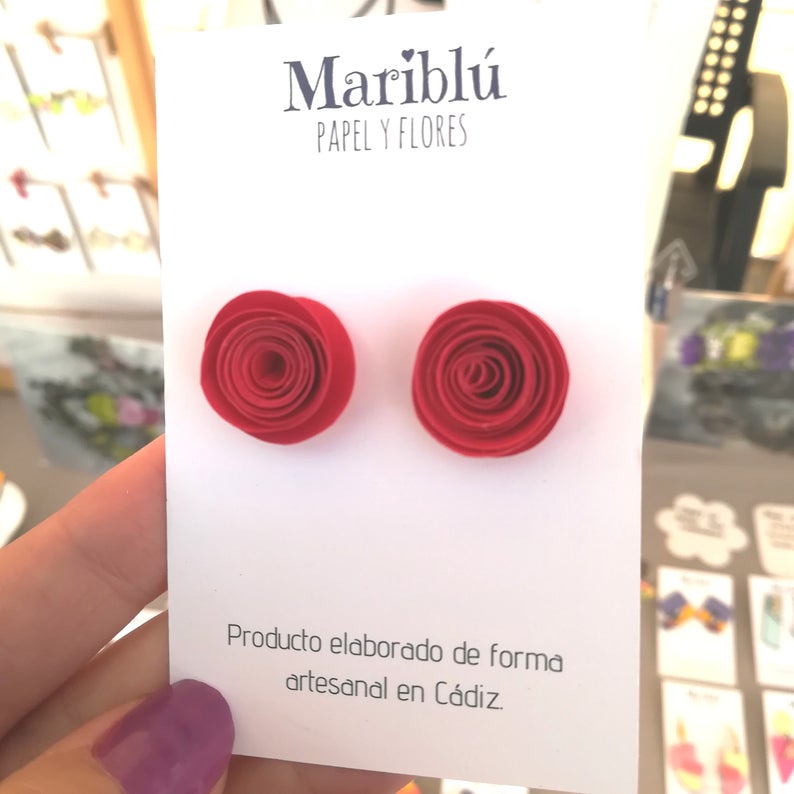 Mariblú
PAPEL Y FLORES
Producto elaborado de forma
artesanal en Cádiz.